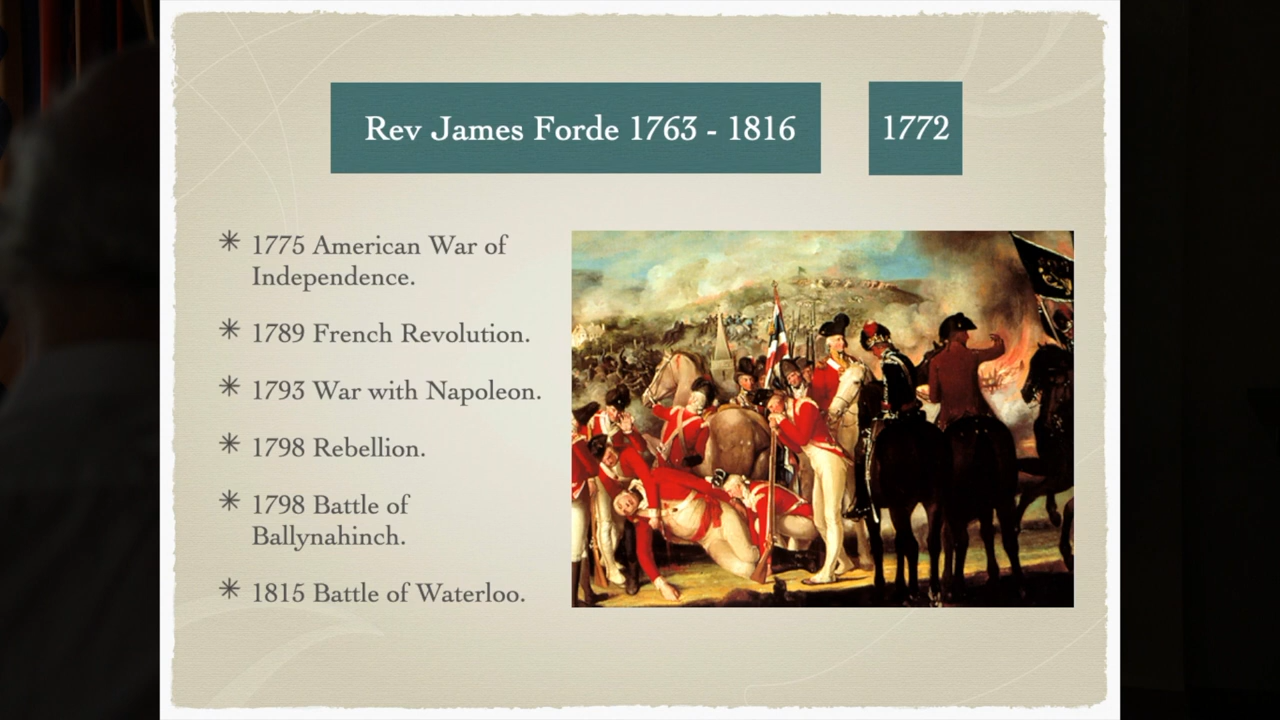 Rev James Forde 1763 - 1816
1772
1775 American War of
Independence.
1789 French Revolution.
1793 War with Napoleon.
1798 Rebellion.
1798 Battle of
Ballynahinch.
1815 Battle of Waterloo.